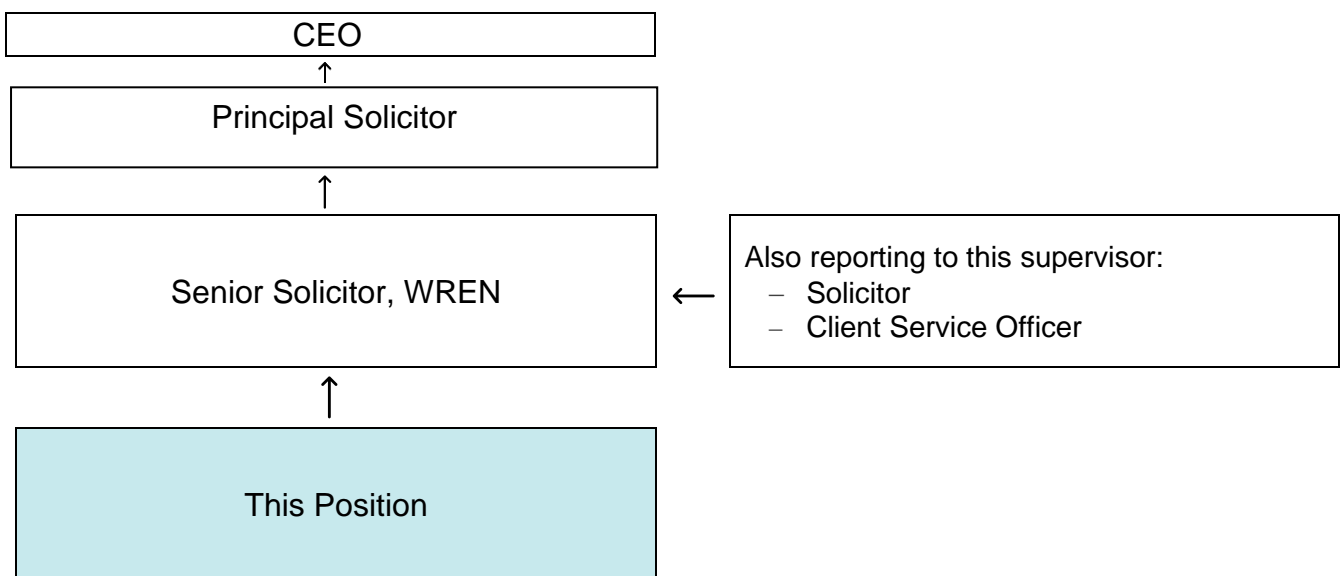 CEO
Principal Solicitor
Senior Solicitor, WREN
Also reporting to this supervisor:
– Solicitor
– Client Service Officer
This Position